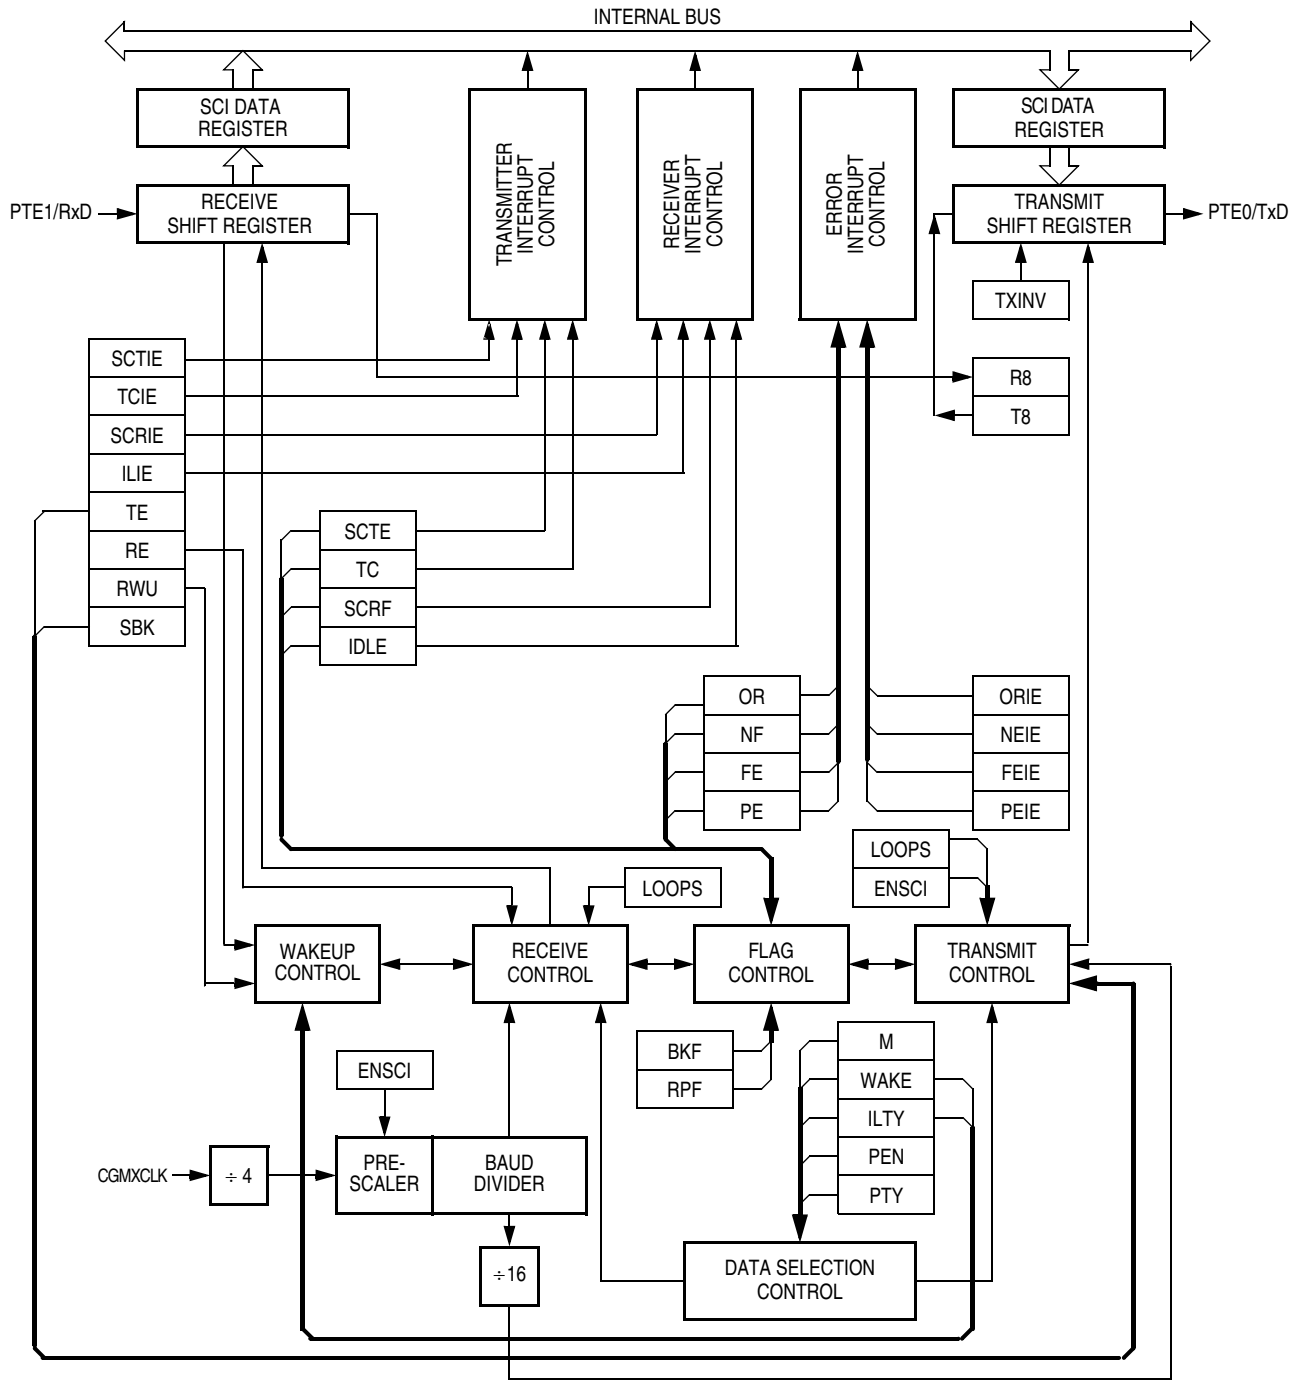 INTERNAL BUS
SCI DATA
REGISTER
TRANSMITTER
INTERRUPT
CONTROL
RECEIVER
INTERRUPT
CONTROL
ERROR
INTERRUPT
CONTROL
SCI DATA
REGISTER
PTE1/RxD
RECEIVE
SHIFT REGISTER
TRANSMIT
SHIFT REGISTER
PTE0/TxD
TXINV
SCTIE
TCIE
SCRIE
ILIE
TE
RE
RWU
SBK
R8
T8
SCTE
TC
SCRF
IDLE
OR
NF
FE
PE
ORIE
NEIE
FEIE
PEIE
LOOPS
ENSCI
LOOPS
WAKEUP
CONTROL
RECEIVE
CONTROL
FLAG
CONTROL
TRANSMIT
CONTROL
BKF
RPF
M
WAKE
ILTY
PEN
PTY
ENSCI
CGMXCLK
÷ 4
PRE-
SCALER
BAUD
DIVIDER
÷16
DATA SELECTION
CONTROL